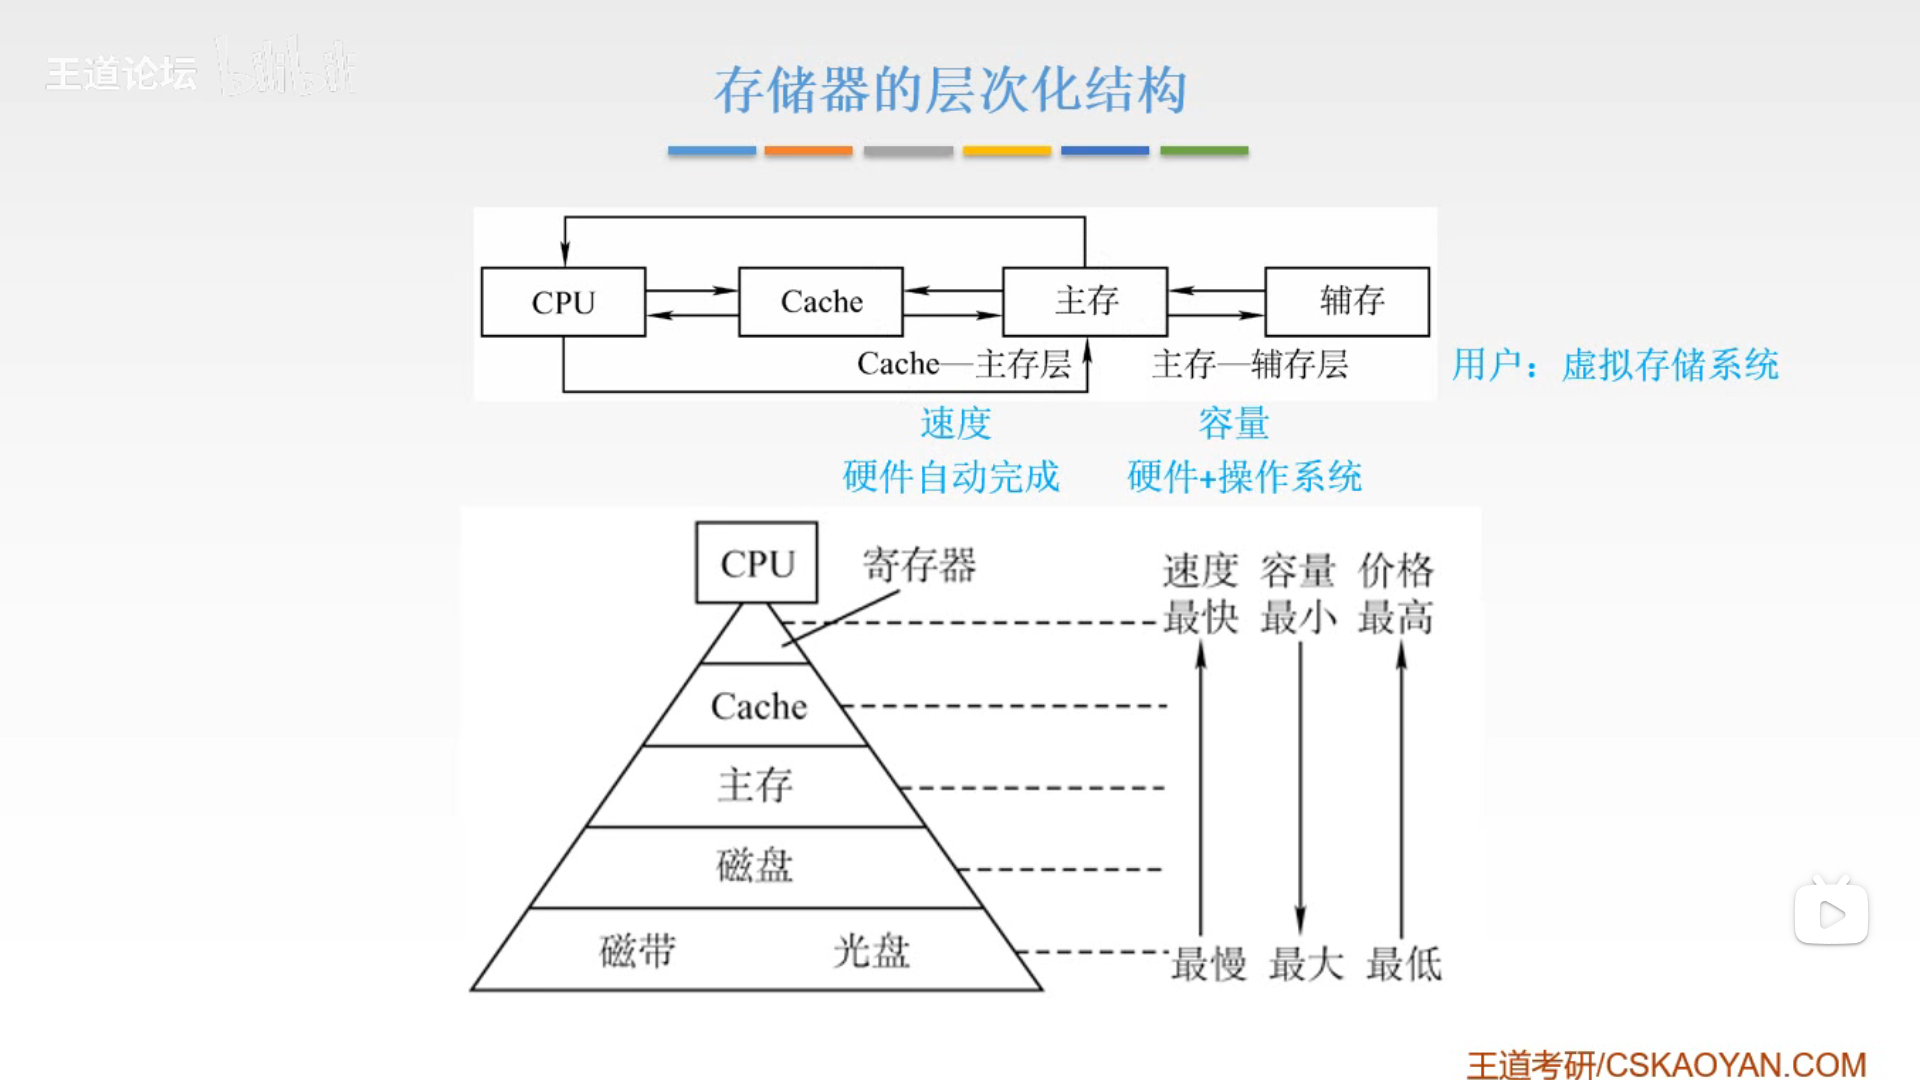 王道论坛 bilibili
存储器的层次化结构
CPU Cache 主存 辅存
Cache—主存层 主存—辅存层 用户：虚拟存储系统
速度 容量
硬件自动完成 硬件+操作系统
CPU 寄存器 速度 容量 价格
最快 最小 最高
Cache
主存
磁盘
磁带 光盘 最慢 最大 最低
王道考研/CSKAOYAN.COM